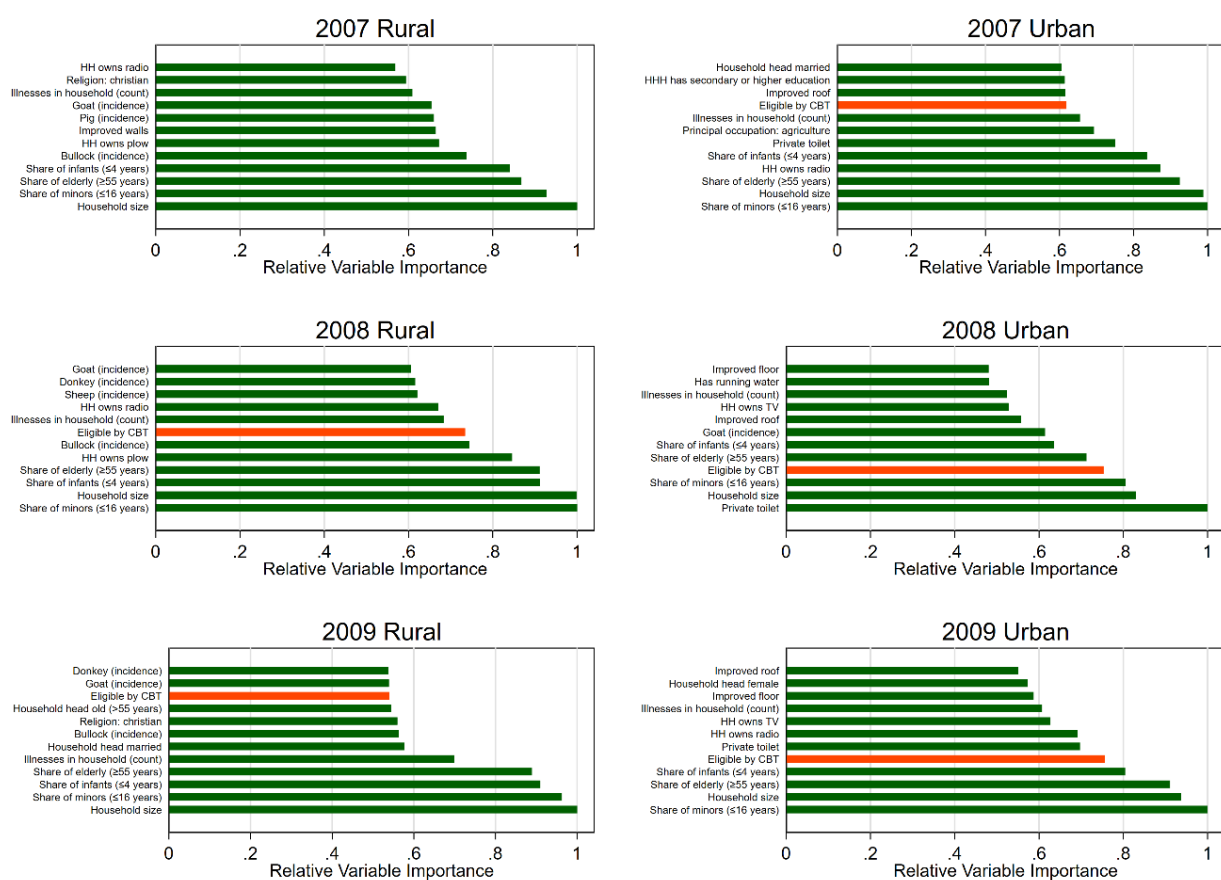 2007 Rural
HH owns radio
Religion: christian
Illnesses in household (count)
Goat (incidence)
Pig (incidence)
Improved walls
HH owns plow
Bullock (incidence)
Share of infants (≤4 years)
Share of elderly (≥55 years)
Share of minors (≤16 years)
Household size
0 .2 .4 .6 .8 1
Relative Variable Importance
2007 Urban
Household head married
HHH has secondary or higher education
Improved roof
Eligible by CBT
Illnesses in household (count)
Principal occupation: agriculture
Private toilet
Share of infants (≤4 years)
HH owns radio
Share of elderly (≥55 years)
Household size
Share of minors (≤16 years)
0 .2 .4 .6 .8 1
Relative Variable Importance
2008 Rural
Goat (incidence)
Donkey (incidence)
Sheep (incidence)
HH owns radio
Illnesses in household (count)
Eligible by CBT
Bullock (incidence)
HH owns plow
Share of elderly (≥55 years)
Share of infants (≤4 years)
Household size
Share of minors (≤16 years)
0 .2 .4 .6 .8 1
Relative Variable Importance
2008 Urban
Improved floor
Has running water
Illnesses in household (count)
HH owns TV
Improved roof
Goat (incidence)
Share of infants (≤4 years)
Share of elderly (≥55 years)
Eligible by CBT
Share of minors (≤16 years)
Household size
Private toilet
0 .2 .4 .6 .8 1
Relative Variable Importance
2009 Rural
Donkey (incidence)
Goat (incidence)
Eligible by CBT
Household head old (>55 years)
Religion: christian
Bullock (incidence)
Household head married
Illnesses in household (count)
Share of elderly (≥55 years)
Share of infants (≤4 years)
Share of minors (≤16 years)
Household size
0 .2 .4 .6 .8 1
Relative Variable Importance
2009 Urban
Improved roof
Household head female
Improved floor
Illnesses in household (count)
HH owns TV
HH owns radio
Private toilet
Eligible by CBT
Share of infants (≤4 years)
Share of elderly (≥55 years)
Household size
Share of minors (≤16 years)
0 .2 .4 .6 .8 1
Relative Variable Importance